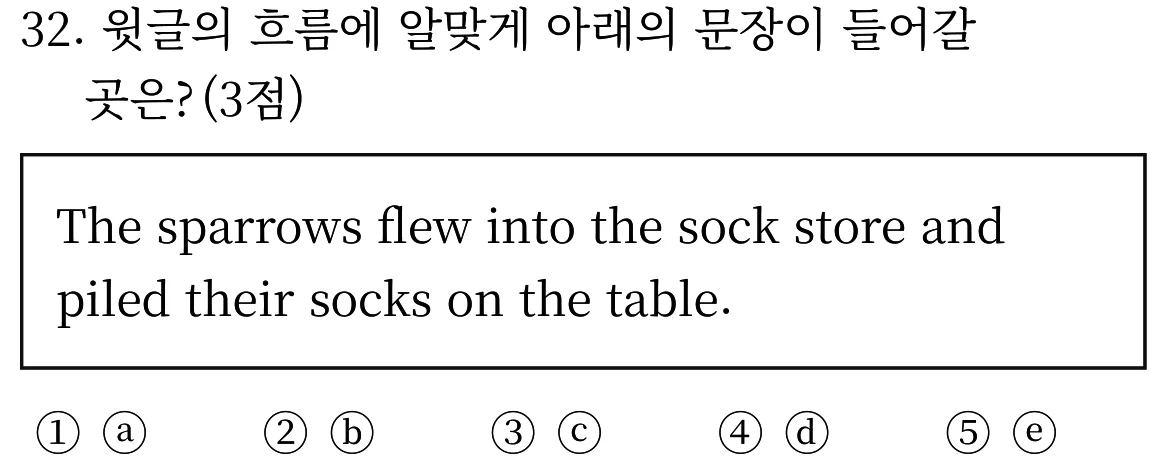 32. 윗글의 흐름에 알맞게 아래의 문장이 들어갈
곳은?(3점)
The sparrows flew into the sock store and
piled their socks on the table.
① ⓐ ② ⓑ ③ ⓒ ④ ⓓ ⑤ ⓔ